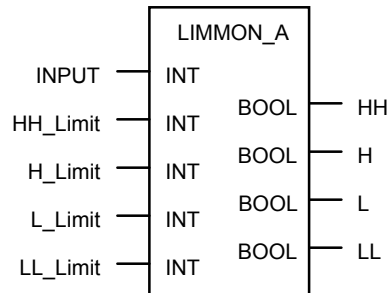 LIMMON_A
INPUT INT
BOOL HH
HH_Limit INT
BOOL H
H_Limit INT
BOOL L
L_Limit INT
BOOL LL
LL_Limit INT